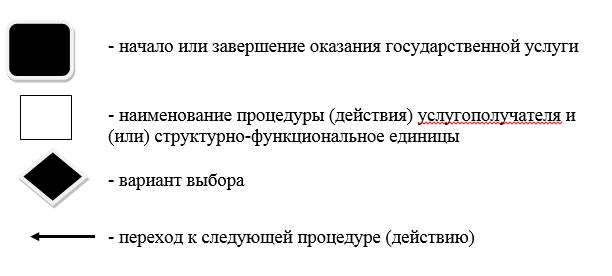 - начало или завершение оказания государственной услуги
- наименование процедуры (действия) услугополучателя и
(или) структурно-функциональное единицы
- вариант выбора
- переход к следующей процедуре (действию)